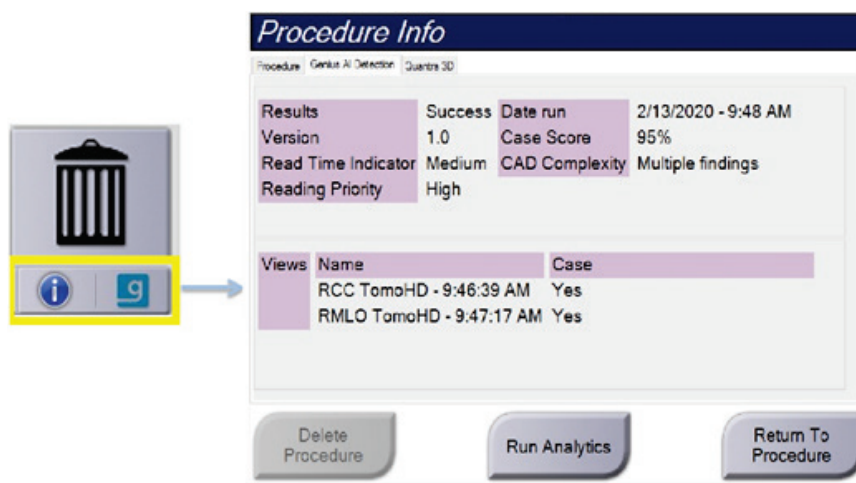 Procedure Info
Procedure Genius AI Detection Quantra 3D
Results Success Date run 2/13/2020 - 9:48 AM
Version 1.0 Case Score 95%
Read Time Indicator Medium CAD Complexity Multiple findings
Reading Priority High
Views Name Case
RCC TomoHD - 9:46:39 AM Yes
RMLO TomoHD - 9:47:17 AM Yes
i g
Delete
Procedure
Run Analytics
Return To
Procedure